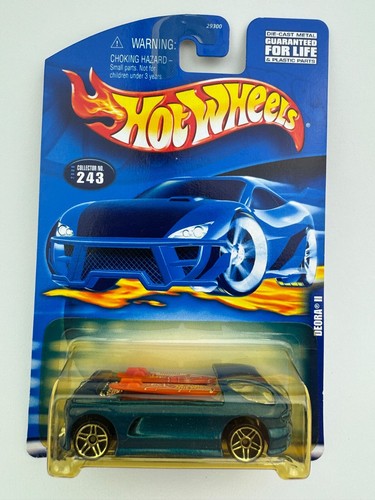 29300
⚠ WARNING:
CHOKING HAZARD –
Small parts. Not for
children under 3 years.
DIE-CAST METAL
GUARANTEED
FOR LIFE
& PLASTIC PARTS
HOT WHEELS
COLLECTOR NO.
243
DEORA® II